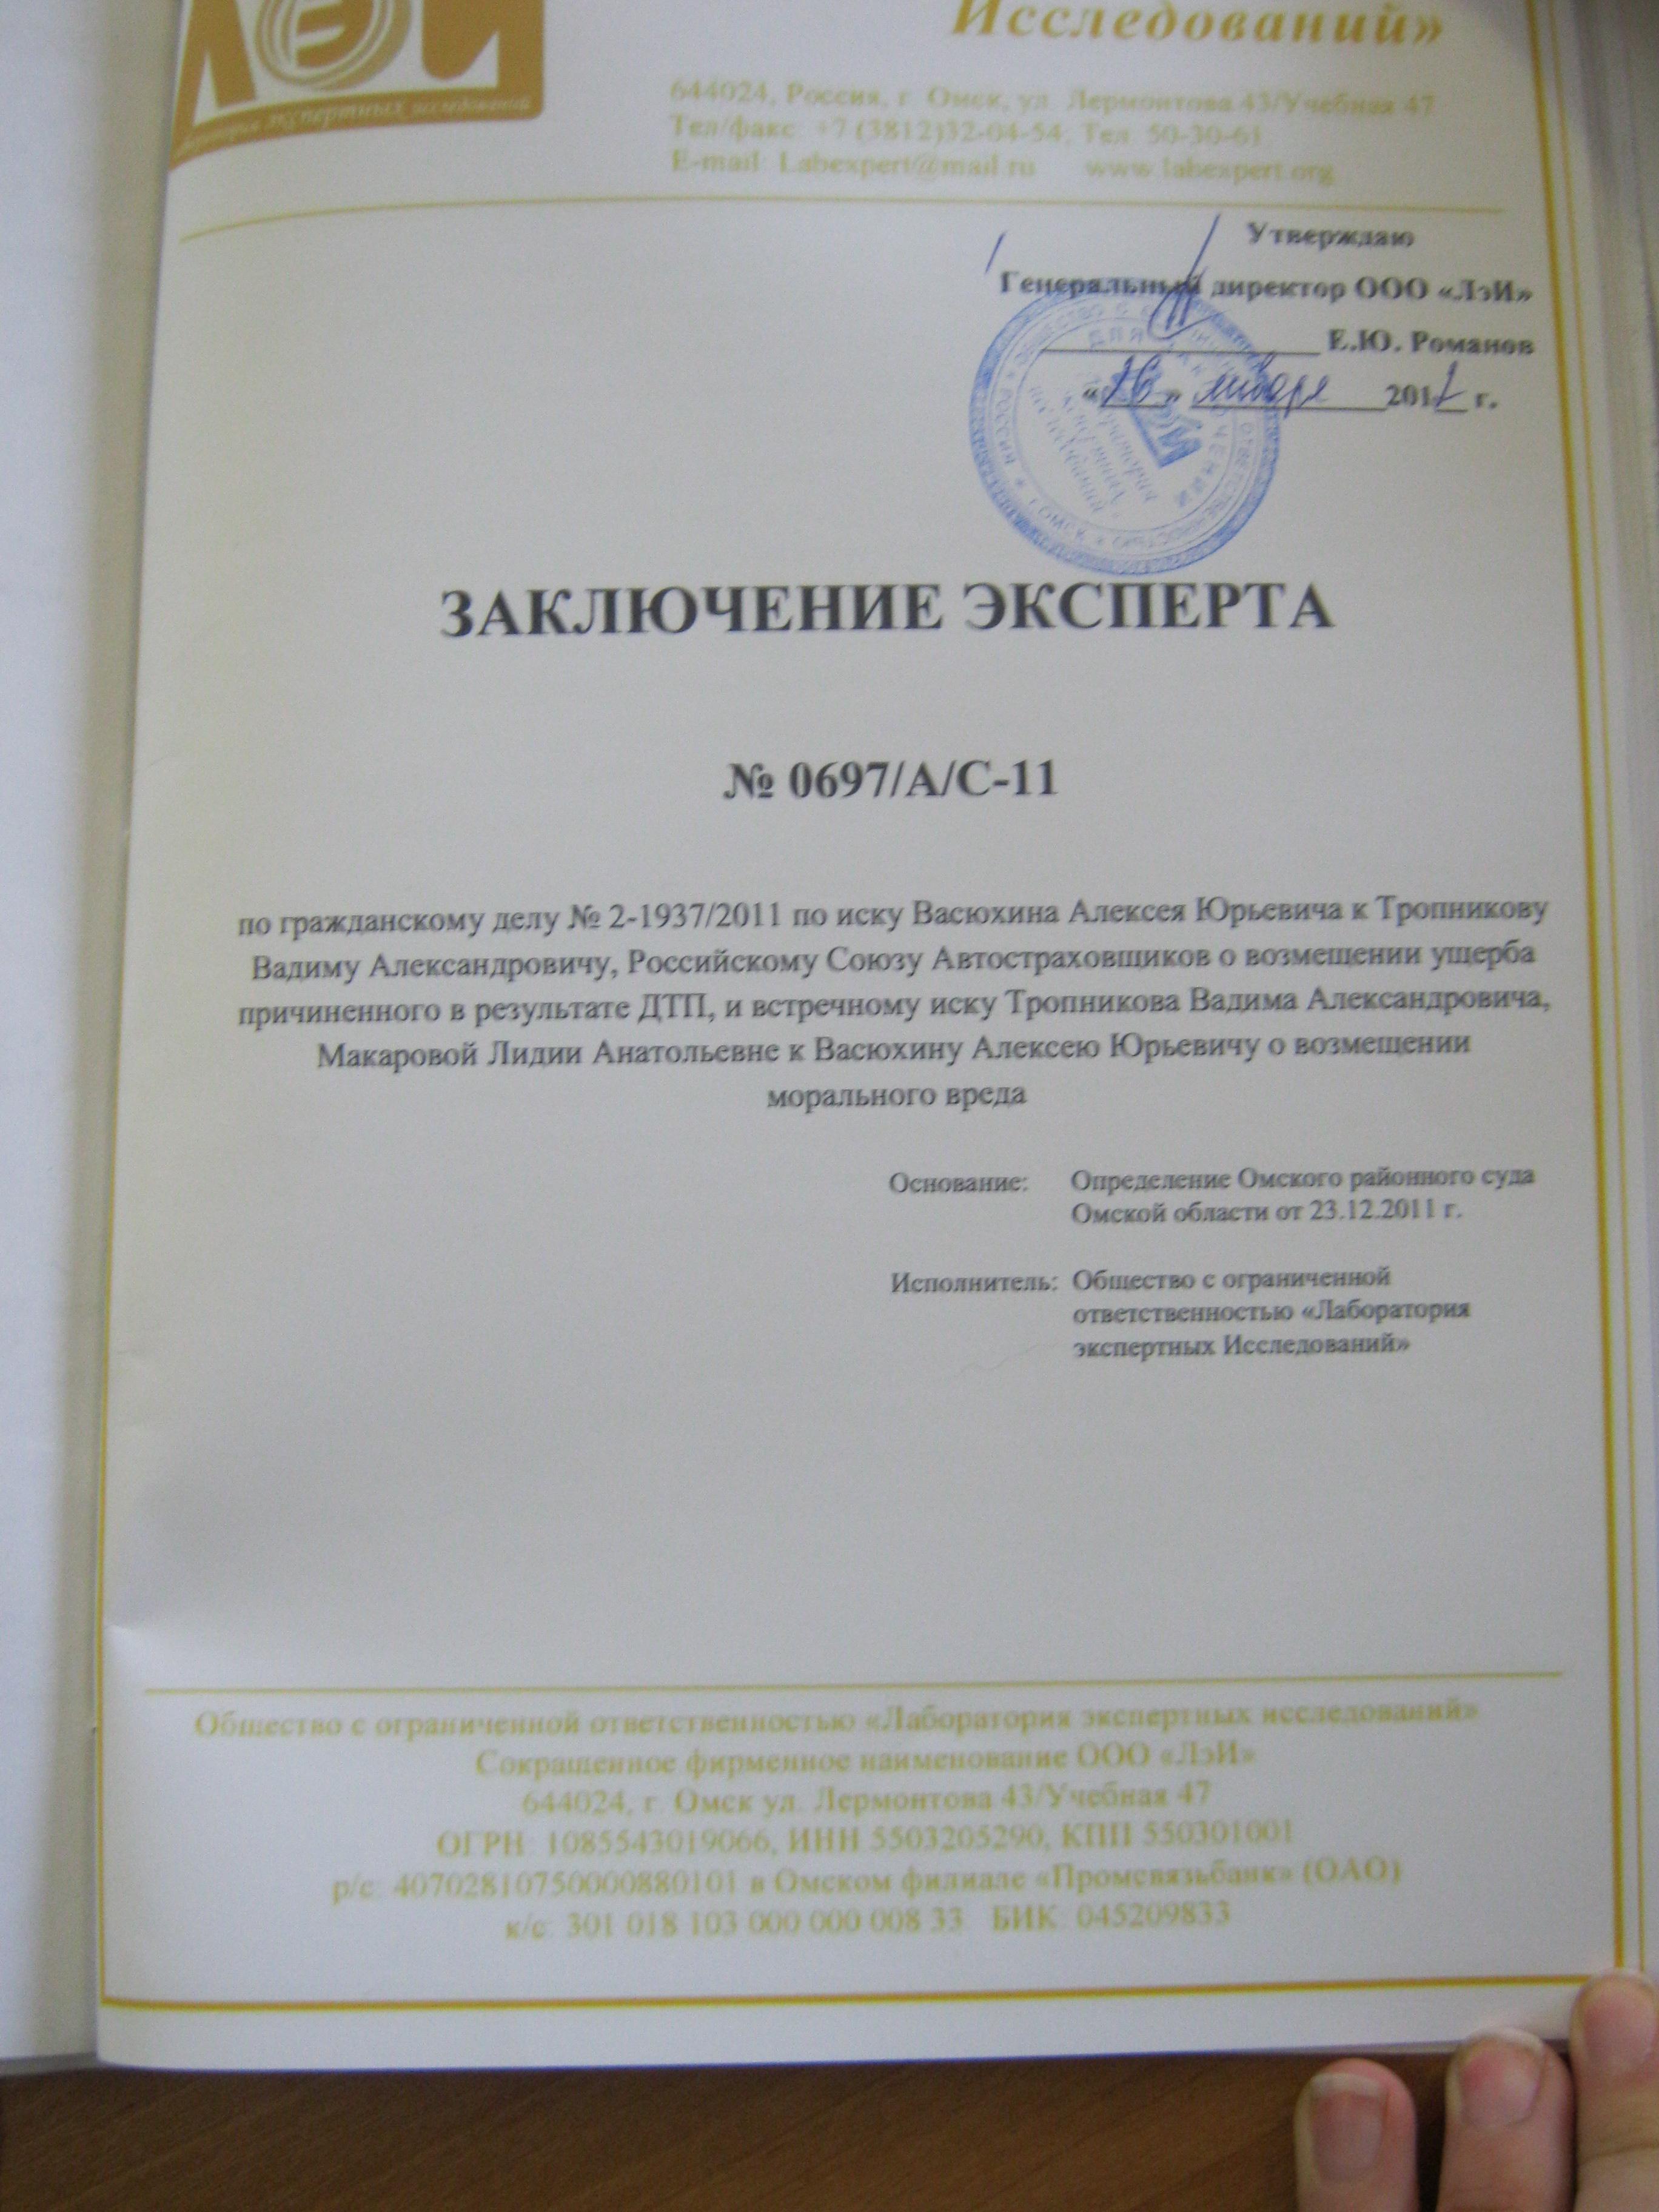 ЛЭИ
экспертных исследований
Исследований»
644024, Россия, г. Омск, ул. Лермонтова 43/Учебная 47
Тел/факс: +7 (3812)32-04-54, Тел. 50-30-61
E-mail: Labexpert@mail.ru www.labexpert.org
Утверждаю
Генеральный директор ООО «ЛэИ»
Е.Ю. Романов
« » января 201 г.
ЗАКЛЮЧЕНИЕ ЭКСПЕРТА
№ 0697/А/С-11
по гражданскому делу № 2-1937/2011 по иску Васюхина Алексея Юрьевича к Тропникову
Вадиму Александровичу, Российскому Союзу Автостраховщиков о возмещении ущерба
причиненного в результате ДТП, и встречному иску Тропникова Вадима Александровича,
Макаровой Лидии Анатольевне к Васюхину Алексею Юрьевичу о возмещении
морального вреда
Основание: Определение Омского районного суда
Омской области от 23.12.2011 г.
Исполнитель: Общество с ограниченной
ответственностью «Лаборатория
экспертных Исследований»
Общество с ограниченной ответственностью «Лаборатория экспертных исследований»
Сокращенное фирменное наименование ООО «ЛэИ»
644024, г. Омск ул. Лермонтова 43/Учебная 47
ОГРН 1085543019066, ИНН 5503205290, КПП 550301001
р/с: 40702810750000880101 в Омском филиале «Промсвязьбанк» (ОАО)
к/с: 301 018 103 000 000 008 33 БИК: 045209833